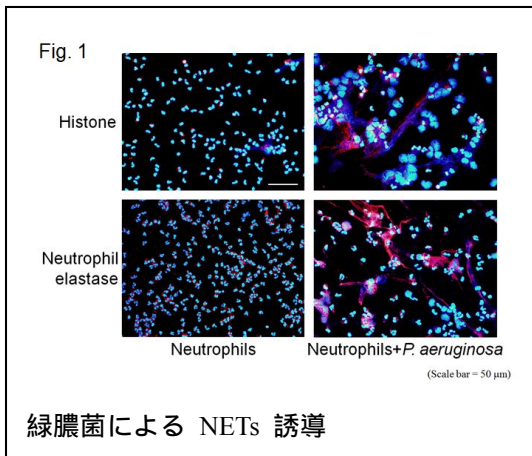 Fig. 1
Histone
Neutrophil
elastase
Neutrophils
Neutrophils+P. aeruginosa
(Scale bar = 50 μm)
緑膿菌による NETs 誘導